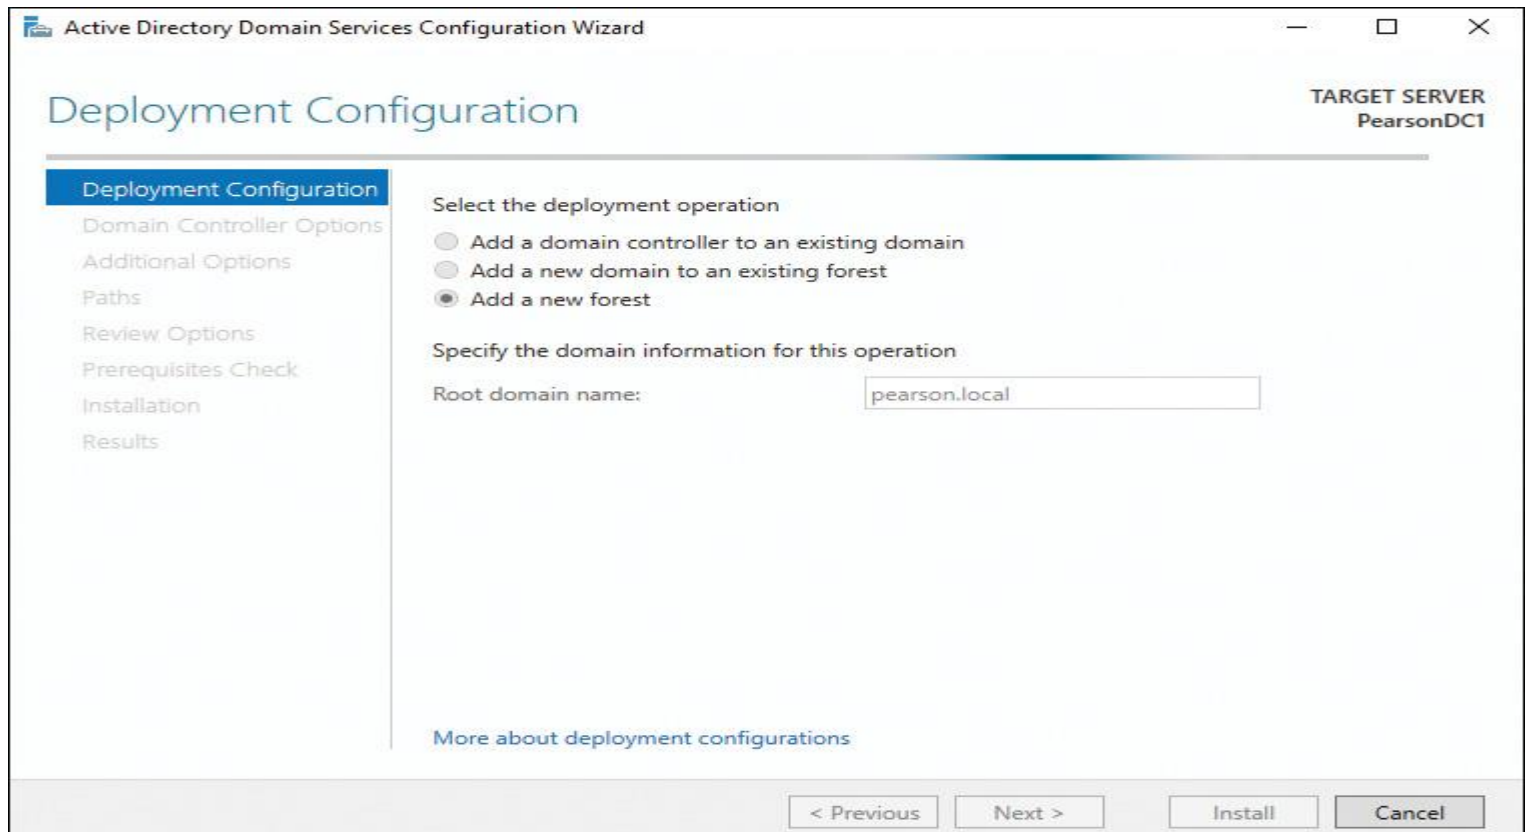 Active Directory Domain Services Configuration Wizard
Deployment Configuration
TARGET SERVER
PearsonDC1
Deployment Configuration
Domain Controller Options
Additional Options
Paths
Review Options
Prerequisites Check
Installation
Results
Select the deployment operation
Add a domain controller to an existing domain
Add a new domain to an existing forest
Add a new forest
Specify the domain information for this operation
Root domain name: pearson.local
More about deployment configurations
< Previous Next > Install Cancel